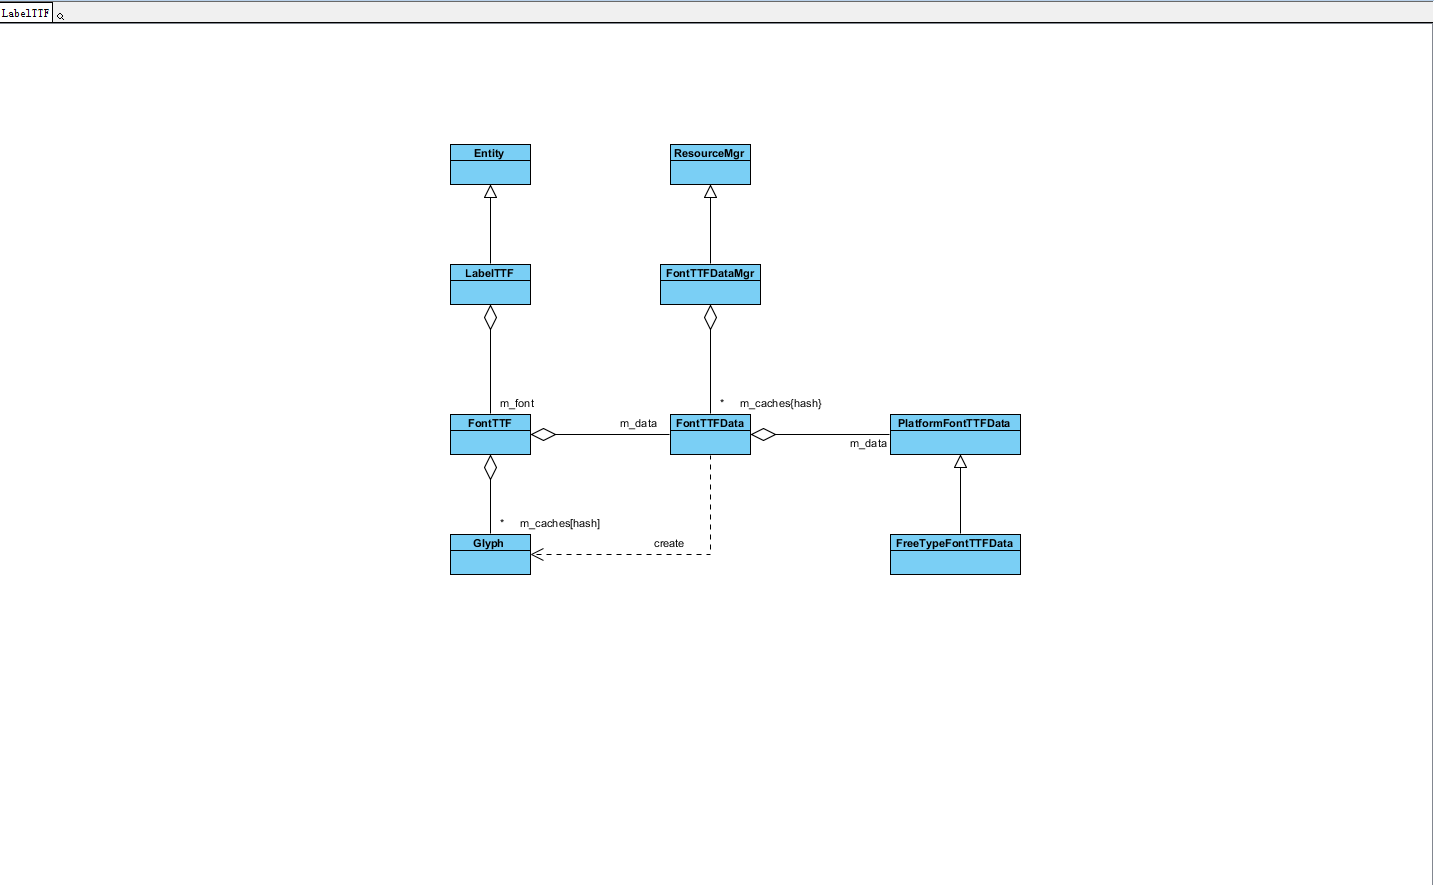 LabelTTF
Entity
ResourceMgr
LabelTTF
FontTTFDataMgr
m_font
* m_caches{hash}
FontTTF
m_data
FontTTFData
m_data
PlatformFontTTFData
* m_caches[hash]
Glyph
create
FreeTypeFontTTFData